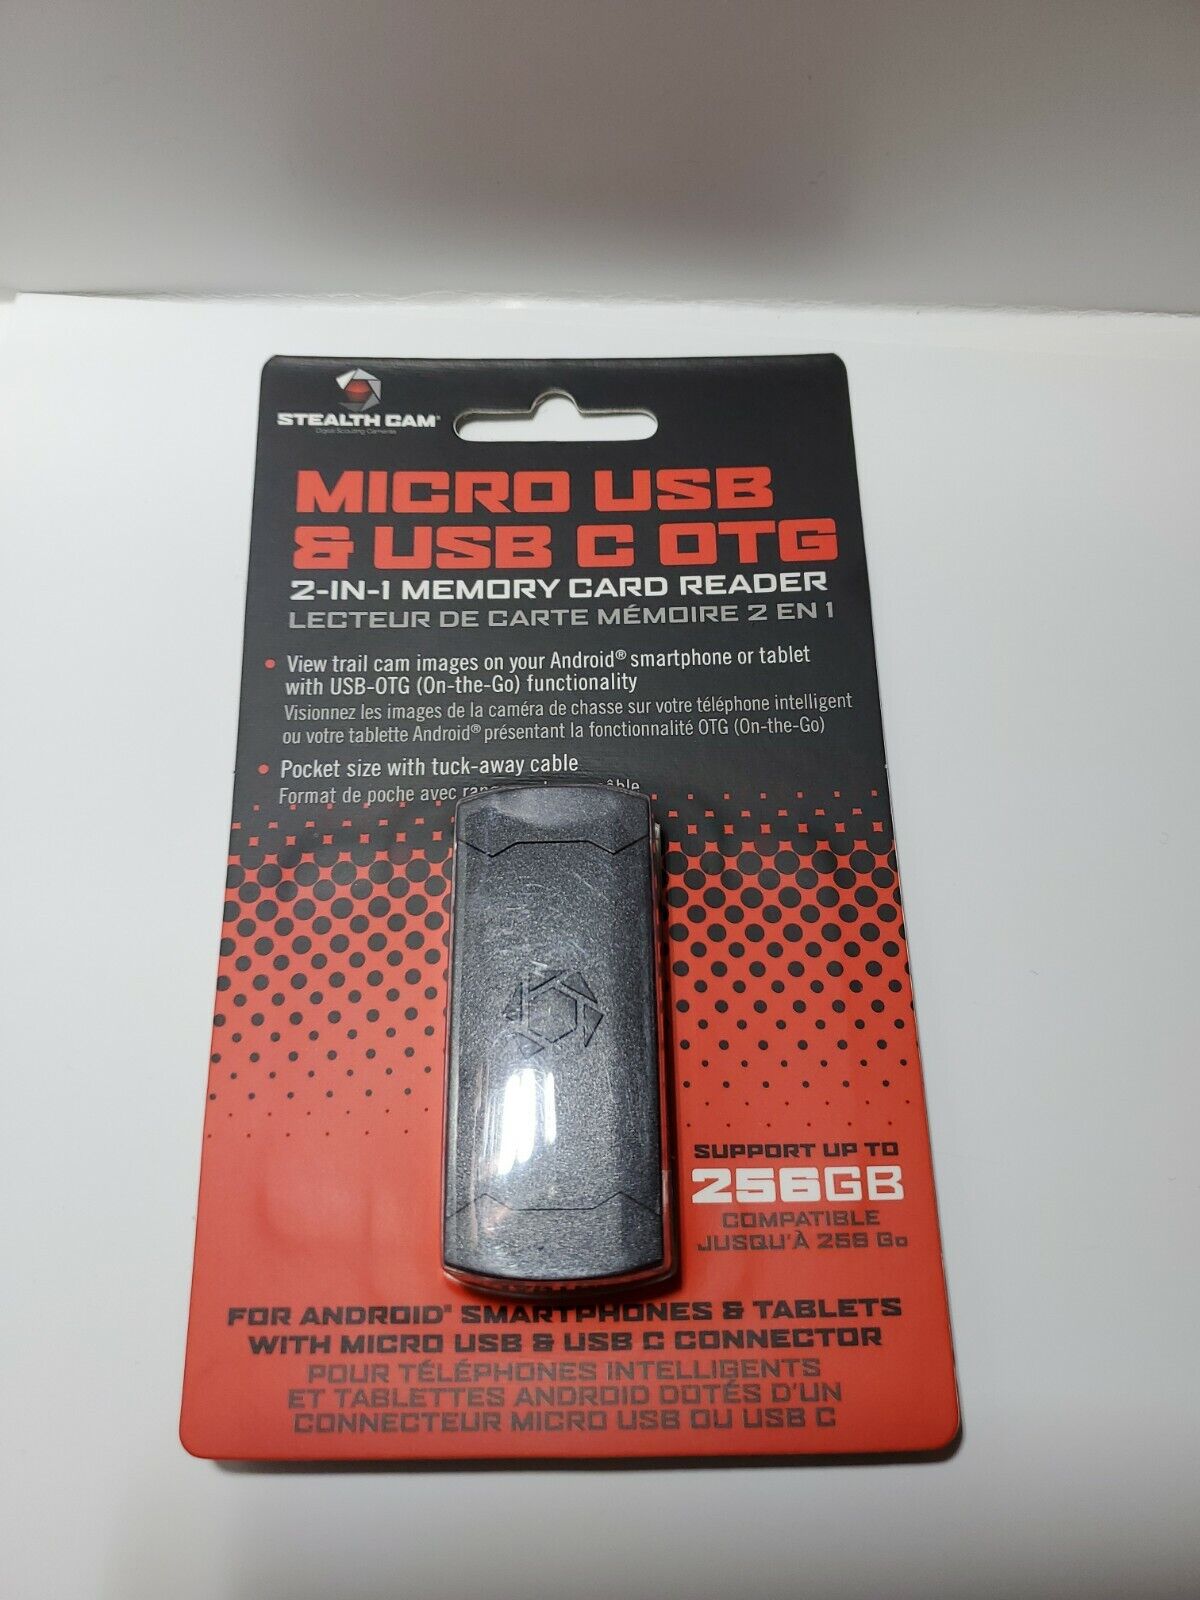 STEALTH CAM®
Digital Scouting Cameras
MICRO USB
& USB C OTG
2-IN-1 MEMORY CARD READER
LECTEUR DE CARTE MÉMOIRE 2 EN 1
• View trail cam images on your Android® smartphone or tablet
with USB-OTG (On-the-Go) functionality
Visionnez les images de la caméra de chasse sur votre téléphone intelligent
ou votre tablette Android® présentant la fonctionnalité OTG (On-the-Go)
• Pocket size with tuck-away cable
Format de poche avec
SUPPORT UP TO
256GB
COMPATIBLE
JUSQU'À 256 Go
FOR ANDROID® SMARTPHONES & TABLETS
WITH MICRO USB & USB C CONNECTOR
POUR TÉLÉPHONES INTELLIGENTS
ET TABLETTES ANDROID DOTÉS D'UN
CONNECTEUR MICRO USB OU USB C